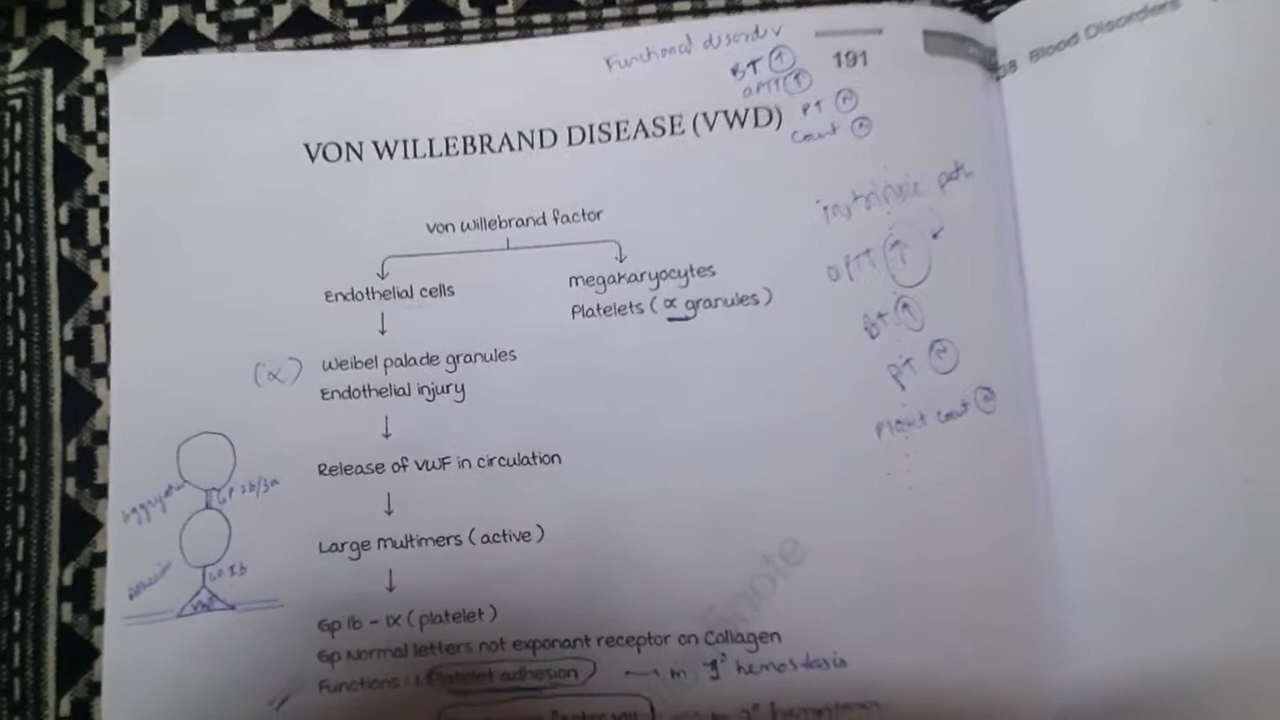 Functional disorder
BT ↑
aPTT ↑
191
PT N
Count N
38 Blood Disorders
VON WILLEBRAND DISEASE (VWD)
intrinsic path
von willebrand factor
aPTT ↑
Endothelial cells
megakaryocytes
Platelets (α granules)
BT ↑
(α) Weibel palade granules
PT N
Endothelial injury
Release of VWF in circulation
GP 2b/3a
Large multimers (active)
Adhesion
GP Ib
VWF
Gp 1b - IX (platelet)
Gp Normal letters not exponant receptor on Collagen
Functions : 1. Platelet adhesion → m 1° hemostasis